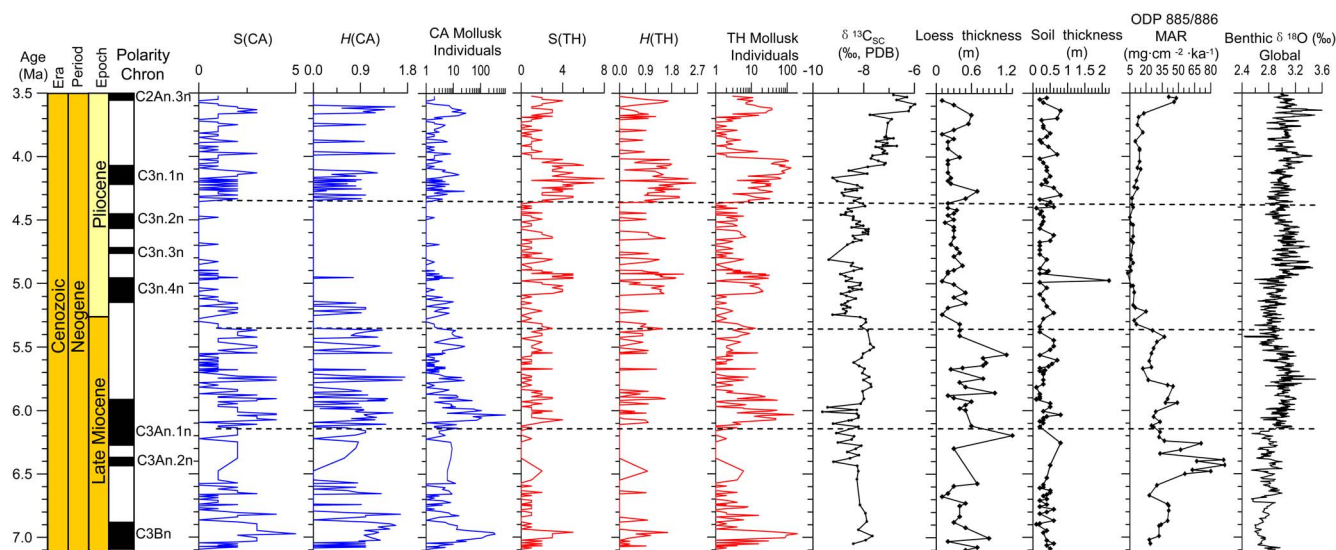 Age
(Ma)
Era
Period
Epoch
Polarity
Chron
S(CA)
H(CA)
CA Mollusk
Individuals
S(TH)
H(TH)
TH Mollusk
Individuals
δ 13CSC
(‰, PDB)
Loess thickness
(m)
Soil thickness
(m)
ODP 885/886
MAR
(mg·cm -2 ·ka-1)
Benthic δ 18O (‰)
Global
0 5
0.0 0.9 1.8
1 10 100
0 4 8
0.0 0.9 1.8 2.7
1 10 100
-10 -8 -6
0 0.6 1.2
0 0.5 1 1.5 2
5 20 35 50 65 80
2.4 2.8 3.2 3.6
3.5
4.0
4.5
5.0
5.5
6.0
6.5
7.0
Cenozoic
Neogene
Pliocene
Late Miocene
C2An.3n
C3n.1n
C3n.2n
C3n.3n
C3n.4n
C3An.1n
C3An.2n
C3Bn